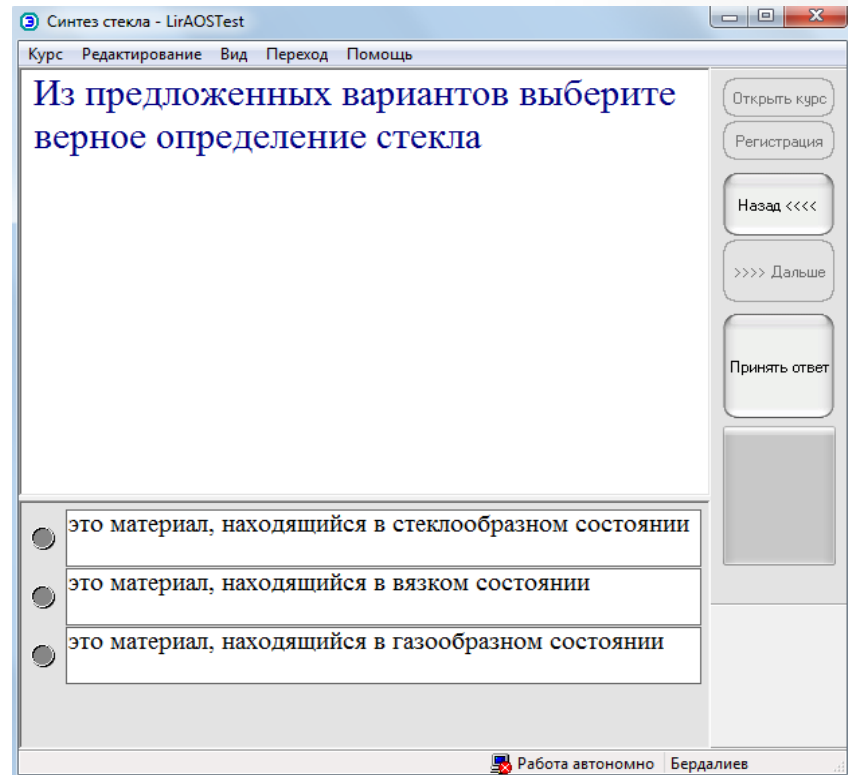 Синтез стекла - LirAOSTest
Курс Редактирование Вид Переход Помощь
Из предложенных вариантов выберите
верное определение стекла
Открыть курс
Регистрация
Назад <<<<
>>>> Дальше
Принять ответ
это материал, находящийся в стеклообразном состоянии
это материал, находящийся в вязком состоянии
это материал, находящийся в газообразном состоянии
Работа автономно Бердалиев